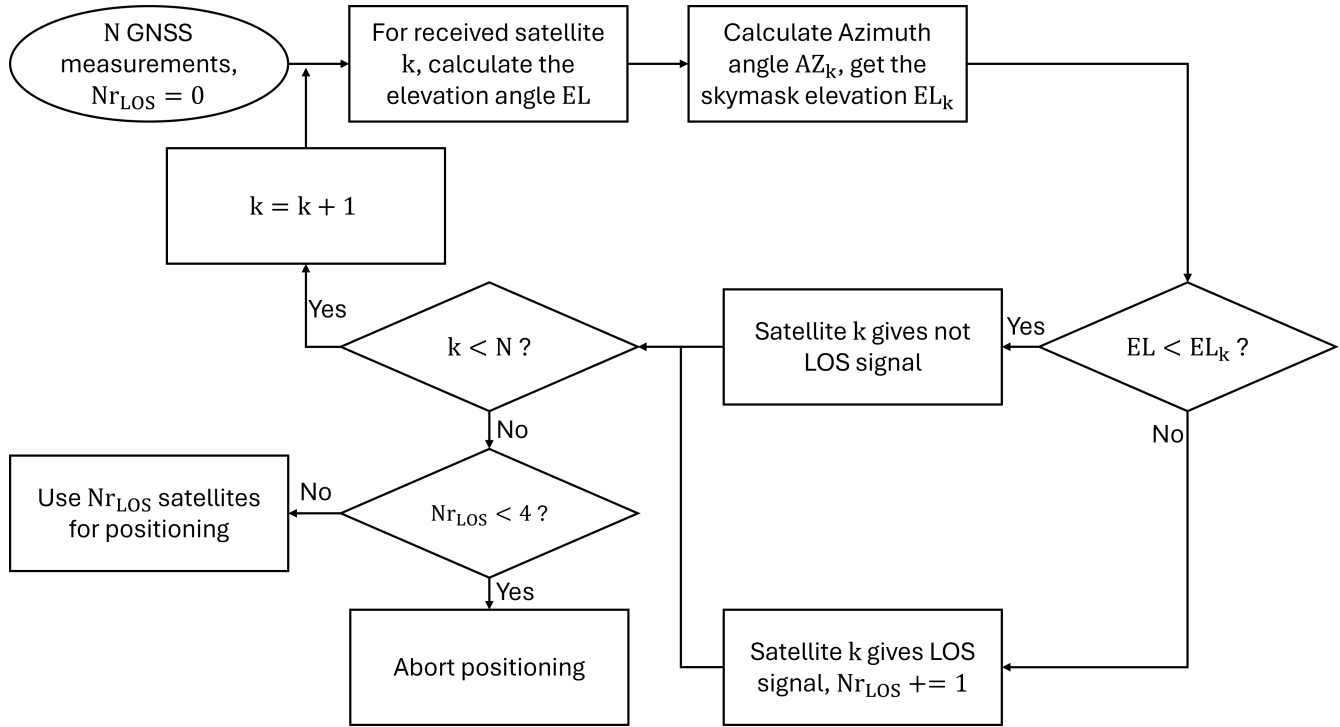 N GNSS
measurements,
Nr_LOS = 0
For received satellite
k, calculate the
elevation angle EL
Calculate Azimuth
angle AZ_k, get the
skymask elevation EL_k
k = k + 1
Yes
k < N ?
Satellite k gives not
LOS signal
Yes
EL < EL_k ?
No
No
Use Nr_LOS satellites
for positioning
No
Nr_LOS < 4 ?
Yes
Abort positioning
Satellite k gives LOS
signal, Nr_LOS += 1